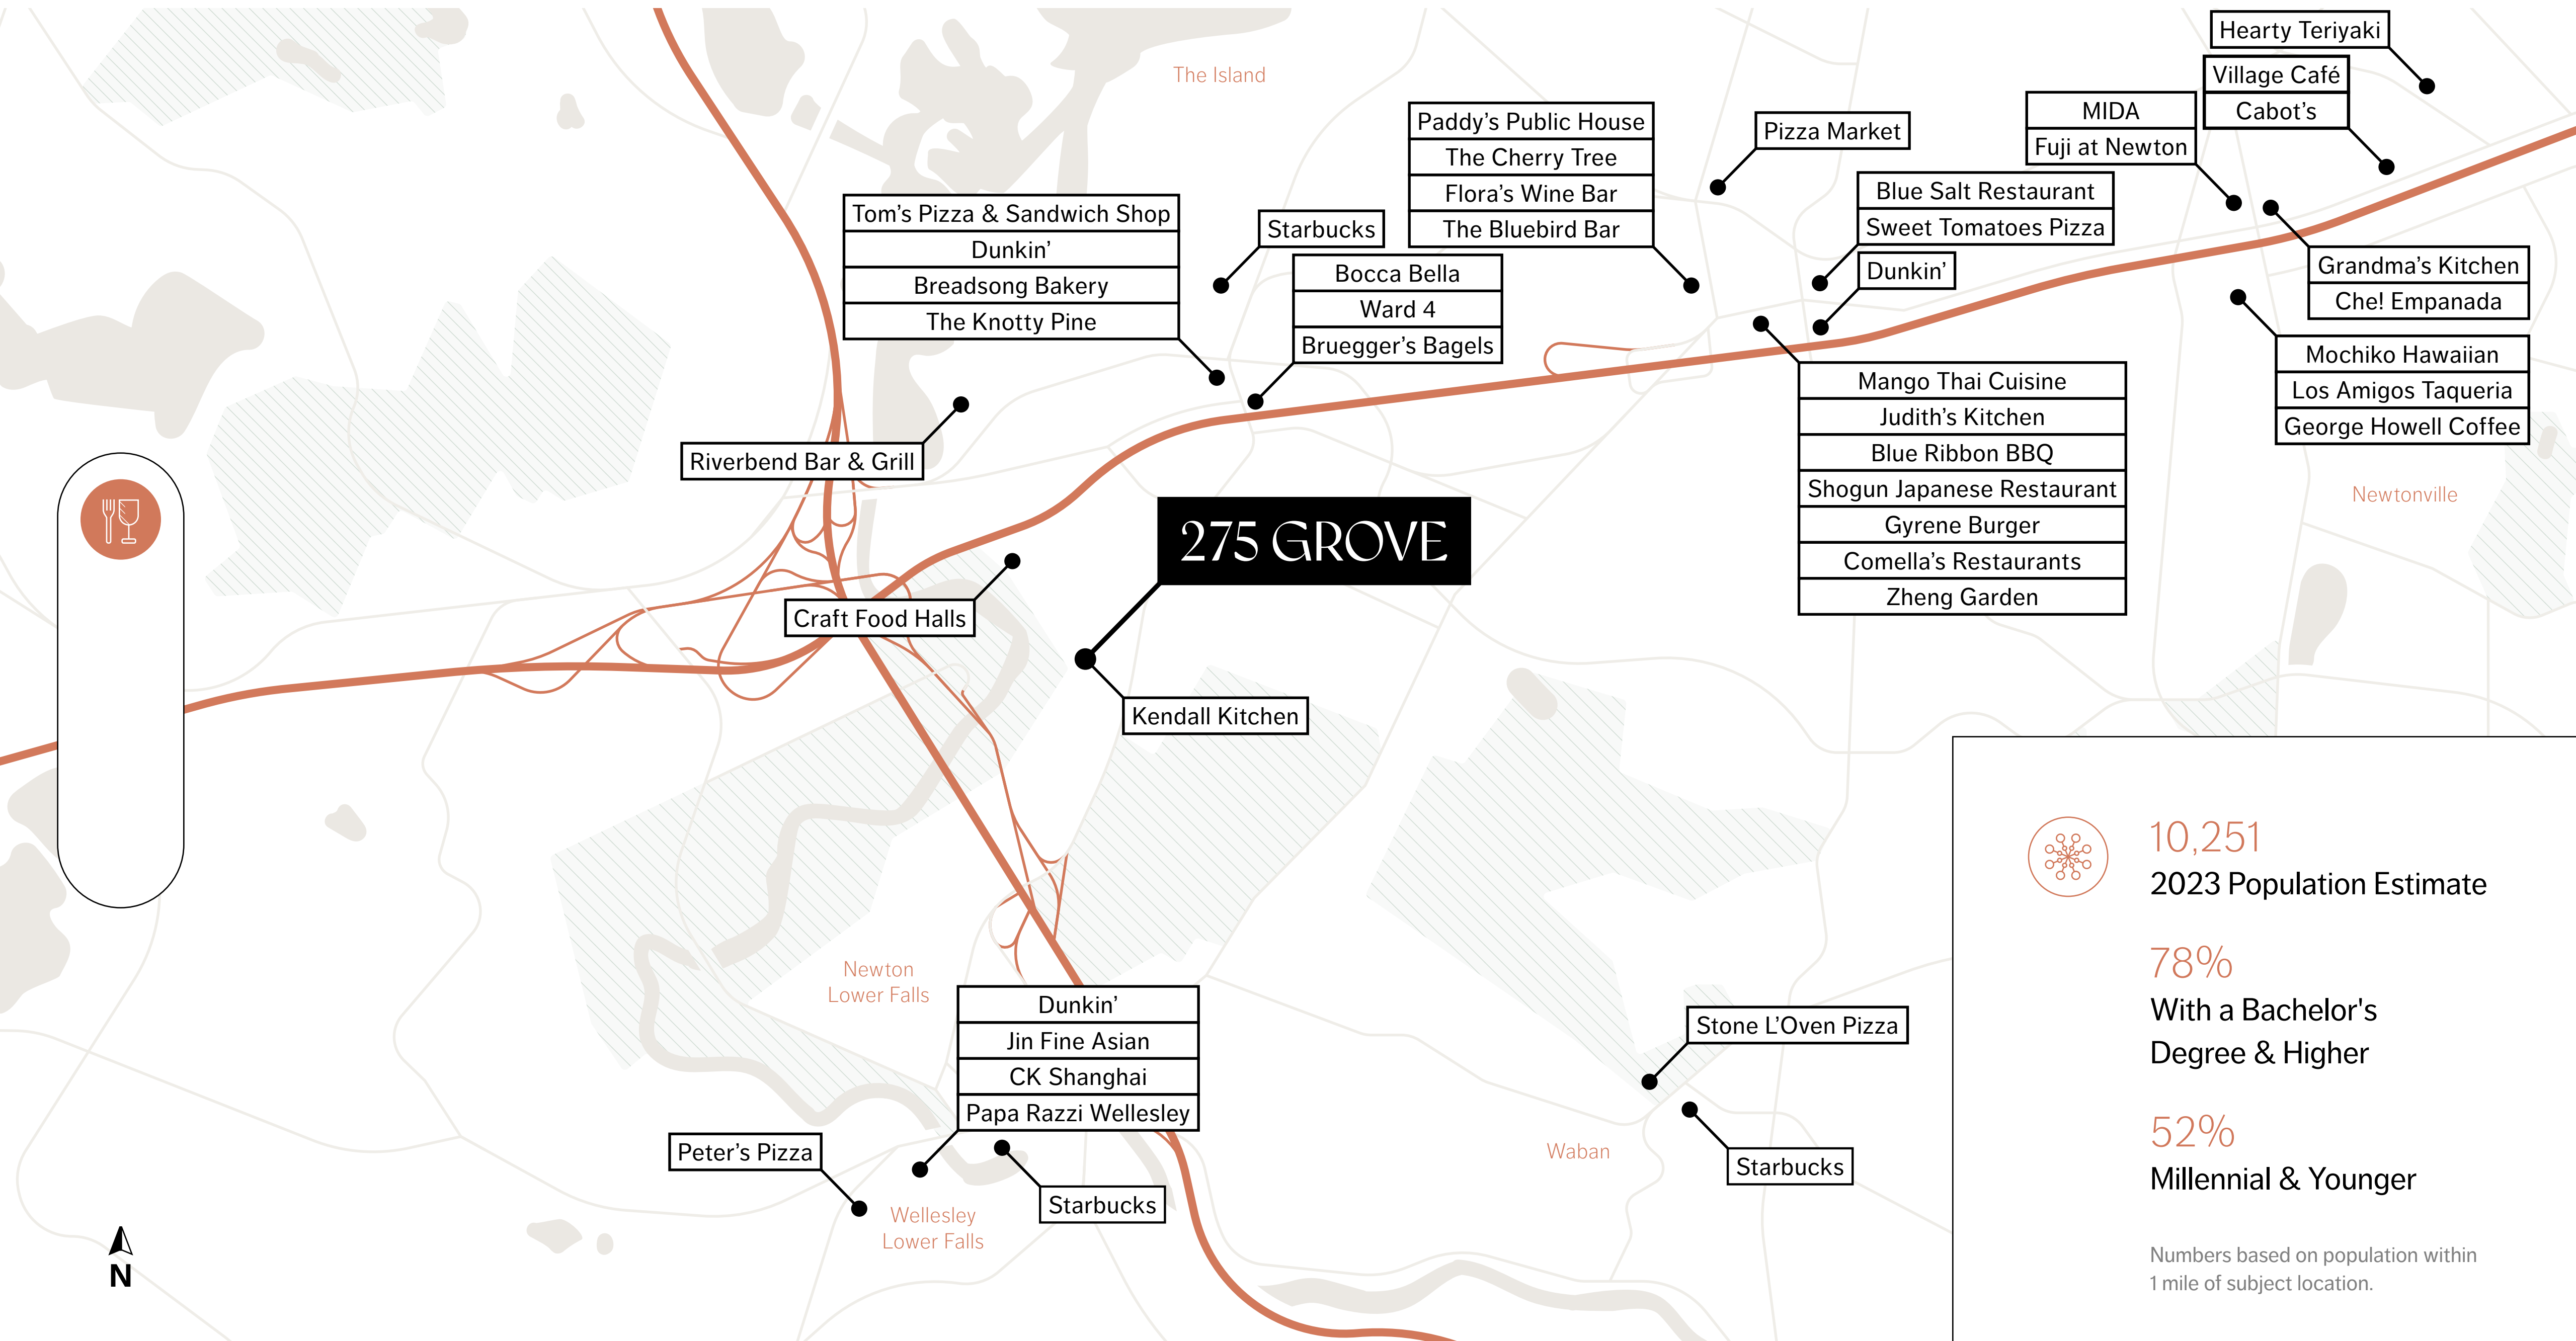 The Island
Hearty Teriyaki
Village Café
Cabot's
MIDA
Fuji at Newton
Paddy's Public House
The Cherry Tree
Flora's Wine Bar
The Bluebird Bar
Pizza Market
Blue Salt Restaurant
Sweet Tomatoes Pizza
Dunkin'
Tom's Pizza & Sandwich Shop
Dunkin'
Breadsong Bakery
The Knotty Pine
Starbucks
Bocca Bella
Ward 4
Bruegger's Bagels
Grandma's Kitchen
Che! Empanada
Mochiko Hawaiian
Los Amigos Taqueria
George Howell Coffee
Mango Thai Cuisine
Judith's Kitchen
Blue Ribbon BBQ
Shogun Japanese Restaurant
Gyrene Burger
Comella's Restaurants
Zheng Garden
Riverbend Bar & Grill
Newtonville
275 GROVE
Craft Food Halls
Kendall Kitchen
Newton
Lower Falls
Dunkin'
Jin Fine Asian
CK Shanghai
Papa Razzi Wellesley
Stone L'Oven Pizza
Peter's Pizza
Starbucks
Waban
Starbucks
Wellesley
Lower Falls
N
10,251
2023 Population Estimate
78%
With a Bachelor's
Degree & Higher
52%
Millennial & Younger
Numbers based on population within
1 mile of subject location.